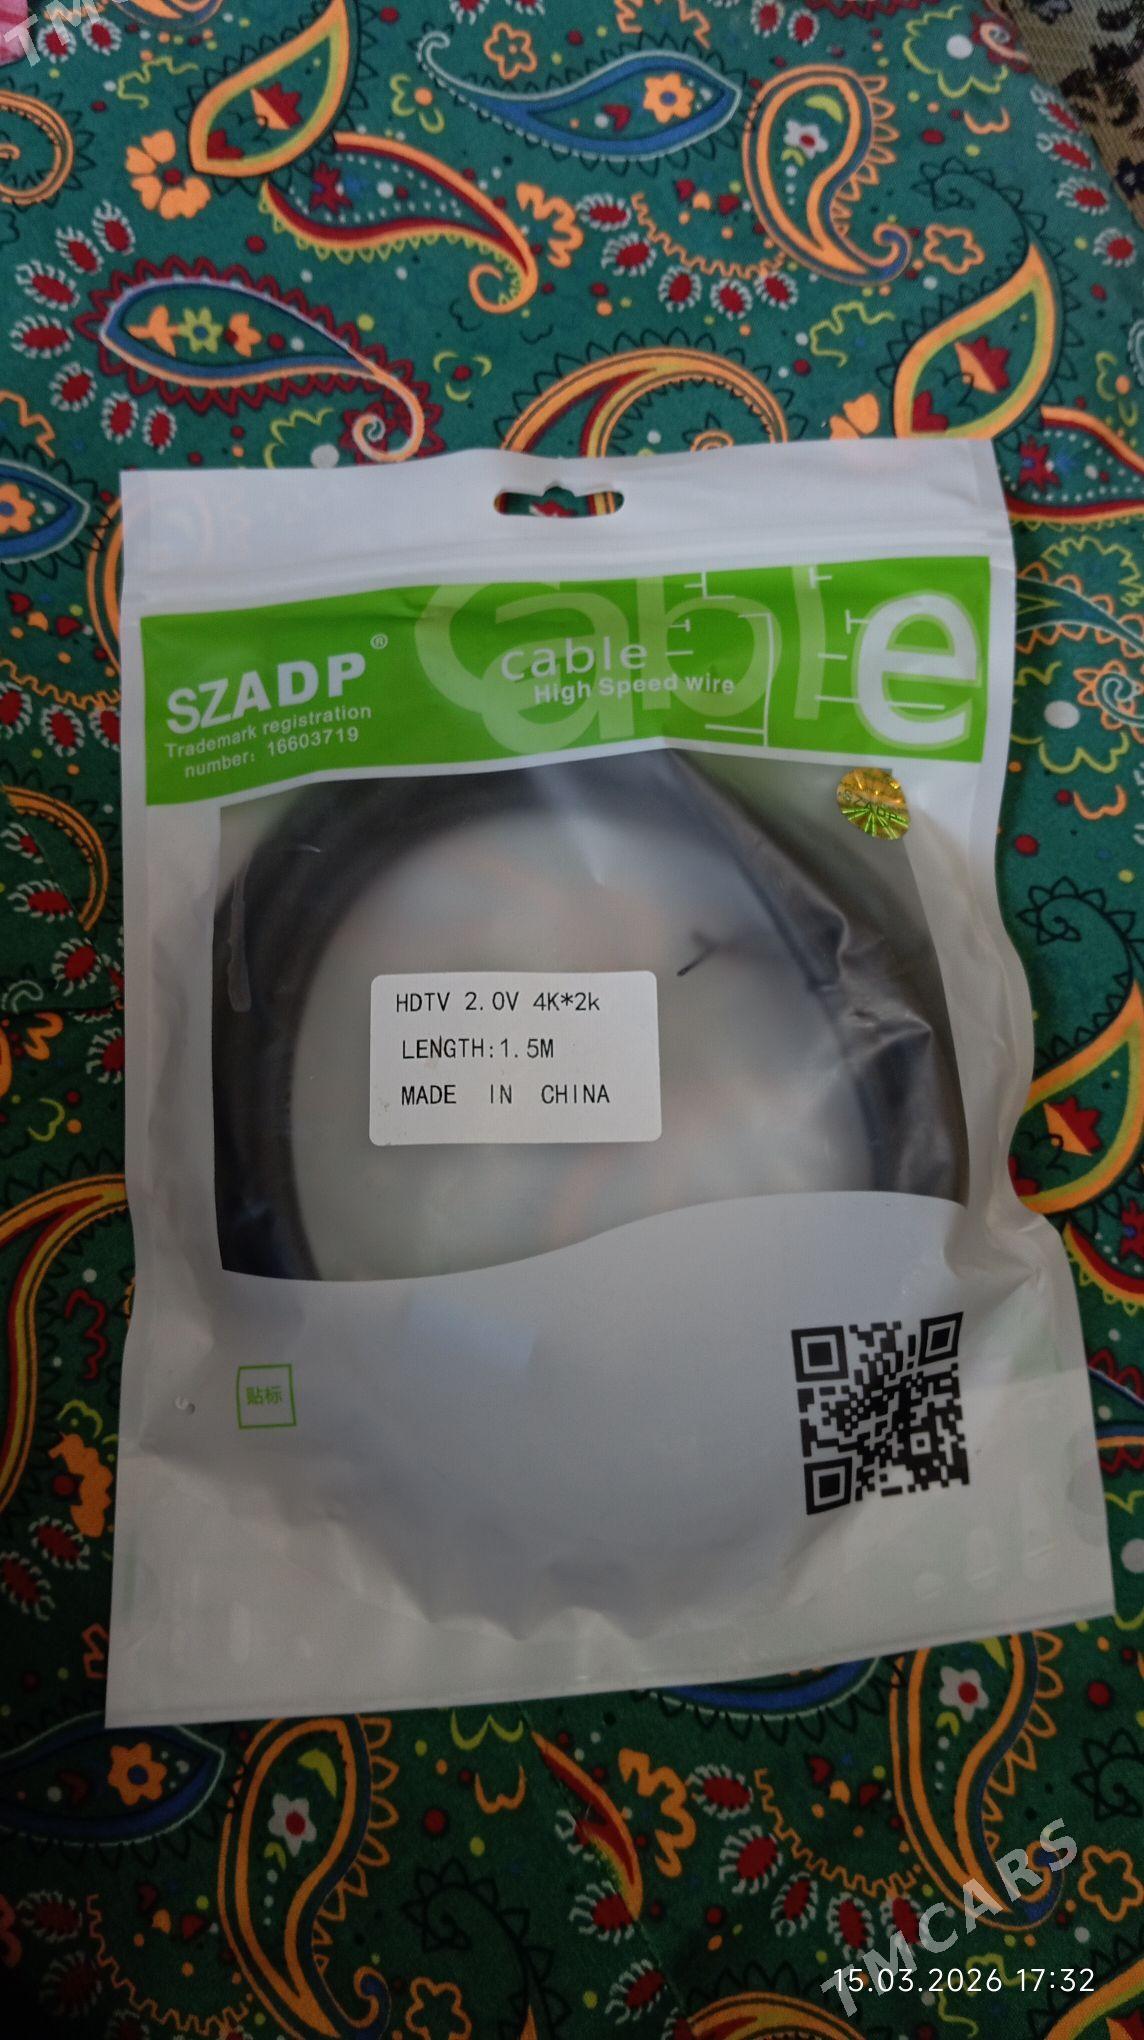 SZADP®
Trademark registration
number: 16603719
cable
High Speed wire
Cable
SZADP
HDTV 2.0V 4K*2k
LENGTH:1.5M
MADE IN CHINA
贴标
TMCARS
15.03.2026 17:32